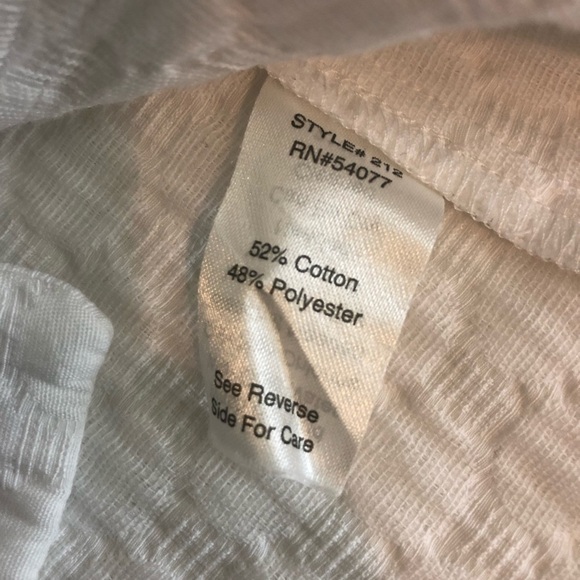 STYLE# 212
RN#54077
52% Cotton
48% Polyester
See Reverse
Side For Care